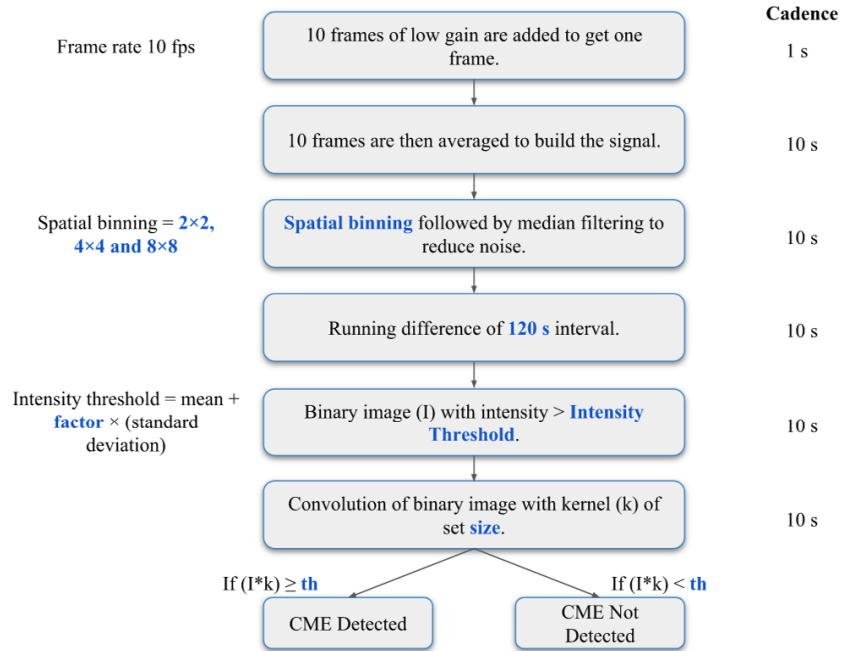 Cadence
Frame rate 10 fps
10 frames of low gain are added to get one
frame.
1 s
10 frames are then averaged to build the signal.
10 s
Spatial binning = 2×2,
4×4 and 8×8
Spatial binning followed by median filtering to
reduce noise.
10 s
Running difference of 120 s interval.
10 s
Intensity threshold = mean +
factor × (standard
deviation)
Binary image (I) with intensity > Intensity
Threshold.
10 s
Convolution of binary image with kernel (k) of
set size.
10 s
If (I*k) ≥ th
If (I*k) < th
CME Detected
CME Not
Detected